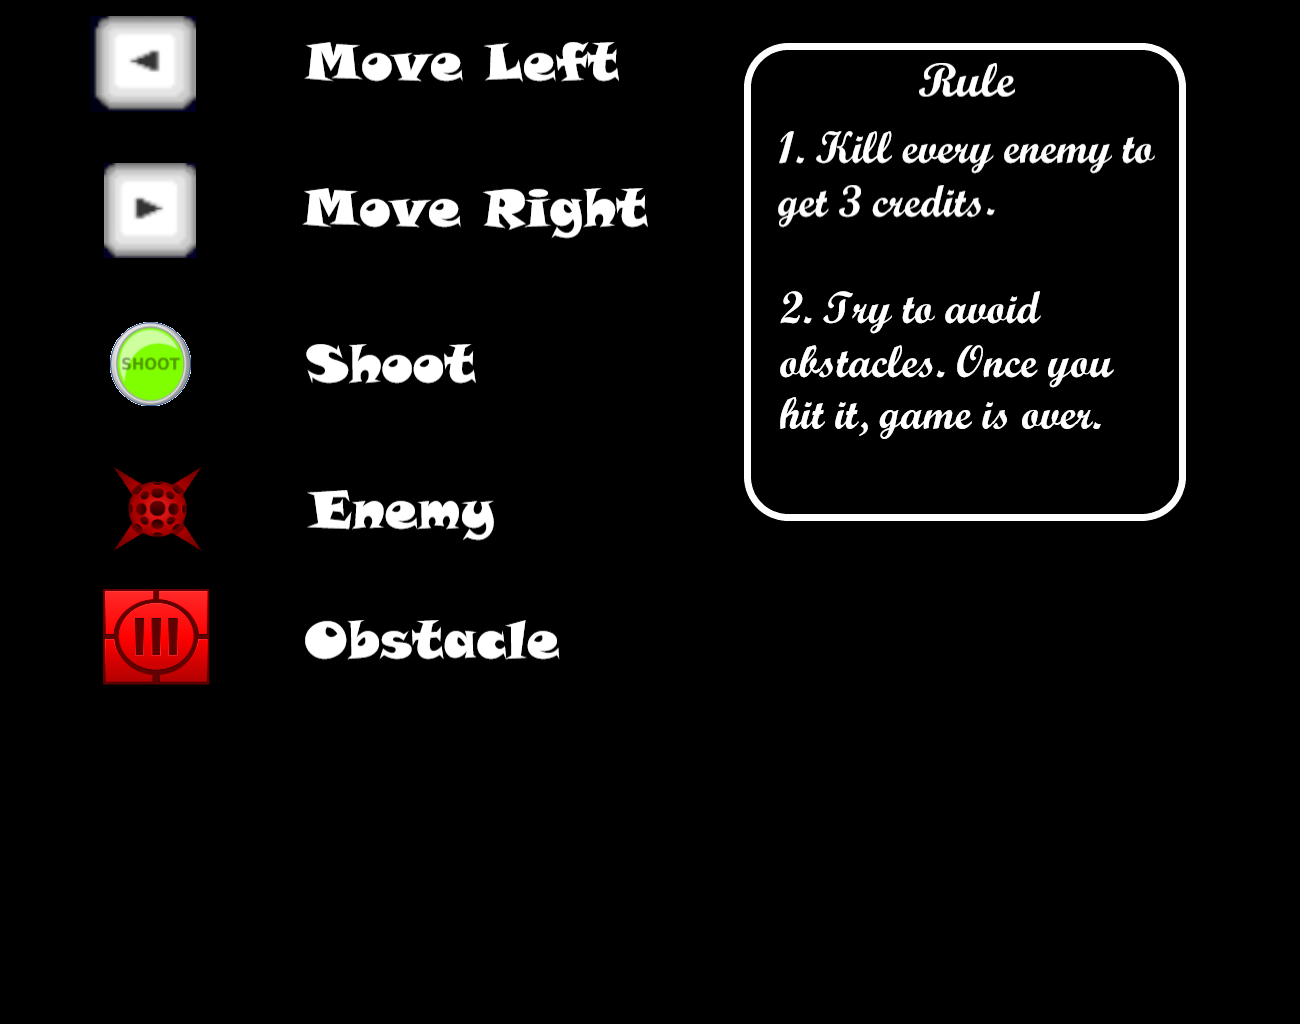 Move Left
Move Right
SHOOT
Shoot
Enemy
Obstacle
Rule
1. Kill every enemy to
get 3 credits.
2. Try to avoid
obstacles. Once you
hit it, game is over.